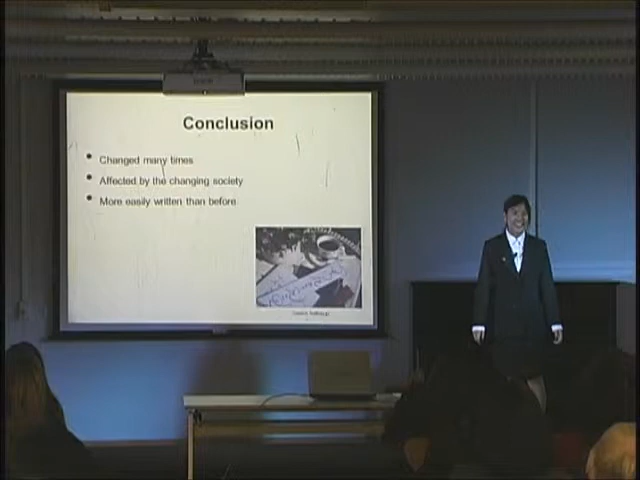 Conclusion
Changed many times
Affected by the changing society
More easily written than before